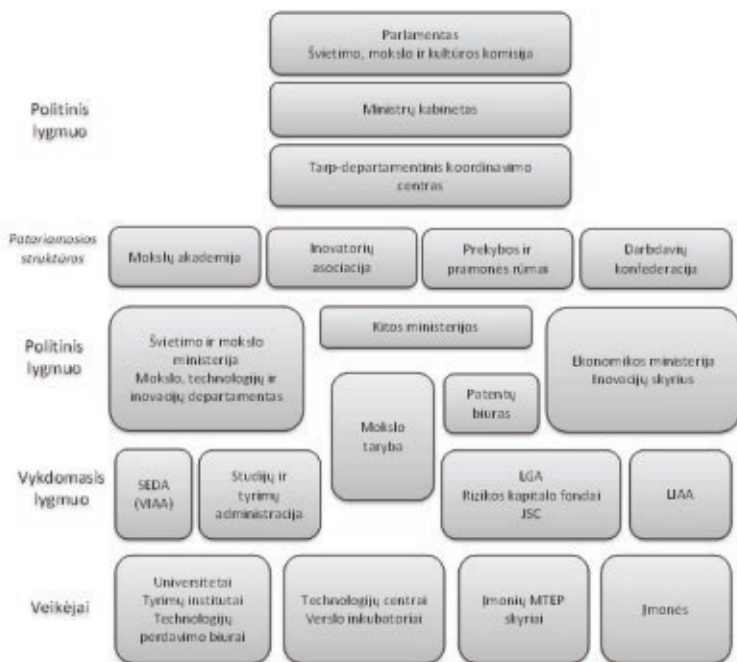 Parlamentas
Švietimo, mokslo ir kultūros komisija
Politinis
lygmuo
Ministrų kabinetas
Tarp-departamentinis koordinavimo
centras
Patariamosios
struktūros
Mokslų akademija
Inovatorių
asociacija
Prekybos ir
pramonės rūmai
Darbdavių
konfederacija
Politinis
lygmuo
Švietimo ir mokslo
ministerija
Mokslo, technologijų ir
inovacijų departamentas
Kitos ministerijos
Ekonomikos ministerija
Inovacijų skyrius
Mokslo
taryba
Patentų
biuras
Vykdomasis
lygmuo
SEDA
(VIAA)
Studijų ir
tyrimų
administracija
LGA
Rizikos kapitalo fondai
JSC
LIAA
Veikėjai
Universitetai
Tyrimų institutai
Technologijų
perdavimo biurai
Technologijų centrai
Verslo inkubatoriai
Įmonių MTEP
skyriai
Įmonės